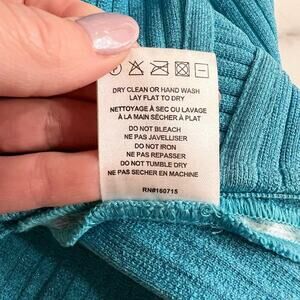 DRY CLEAN OR HAND WASH
LAY FLAT TO DRY
NETTOYAGE À SEC OU LAVAGE
À LA MAIN SÉCHER À PLAT
DO NOT BLEACH
NE PAS JAVELLISER
DO NOT IRON
NE PAS REPASSER
DO NOT TUMBLE DRY
NE PAS SECHER EN MACHINE
RN#160715